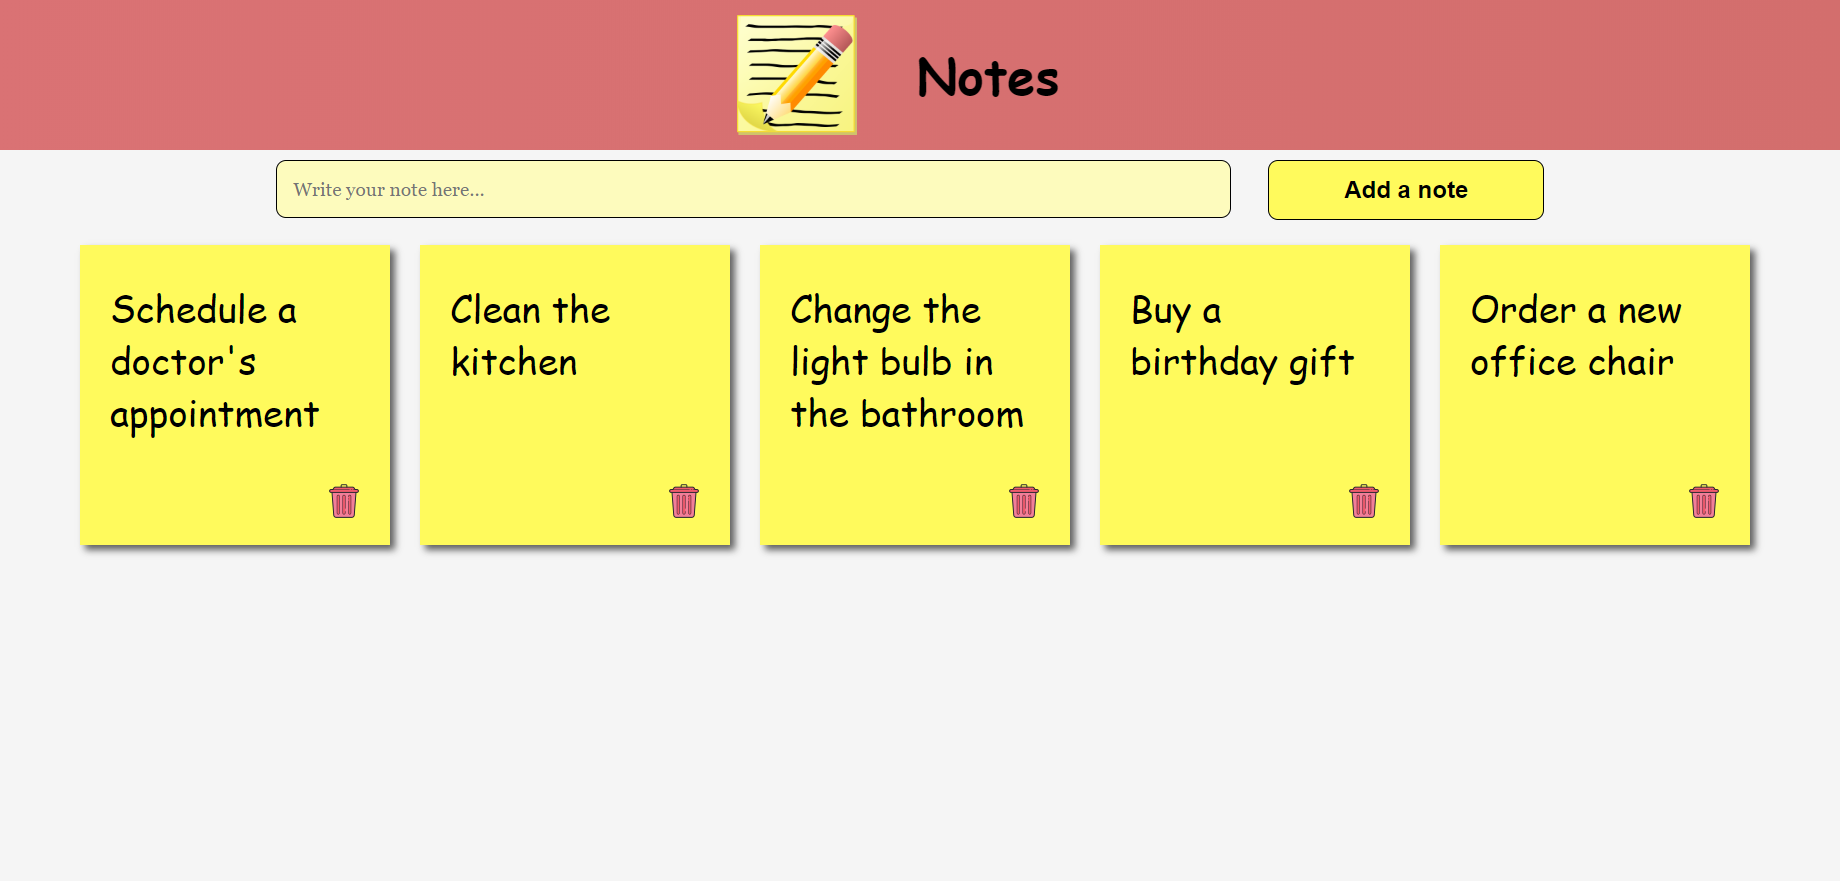 Notes
Write your note here...
Add a note
Schedule a
doctor's
appointment
Clean the
kitchen
Change the
light bulb in
the bathroom
Buy a
birthday gift
Order a new
office chair